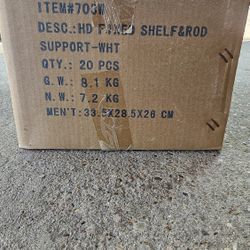 ITEM#703W
DESC.:HD FIXED SHELF&ROD
SUPPORT-WHT
QTY.: 20 PCS
G.W.: 8.1 KG
N.W.: 7.2 KG
MEN'T: 33.5X28.5X26 CM